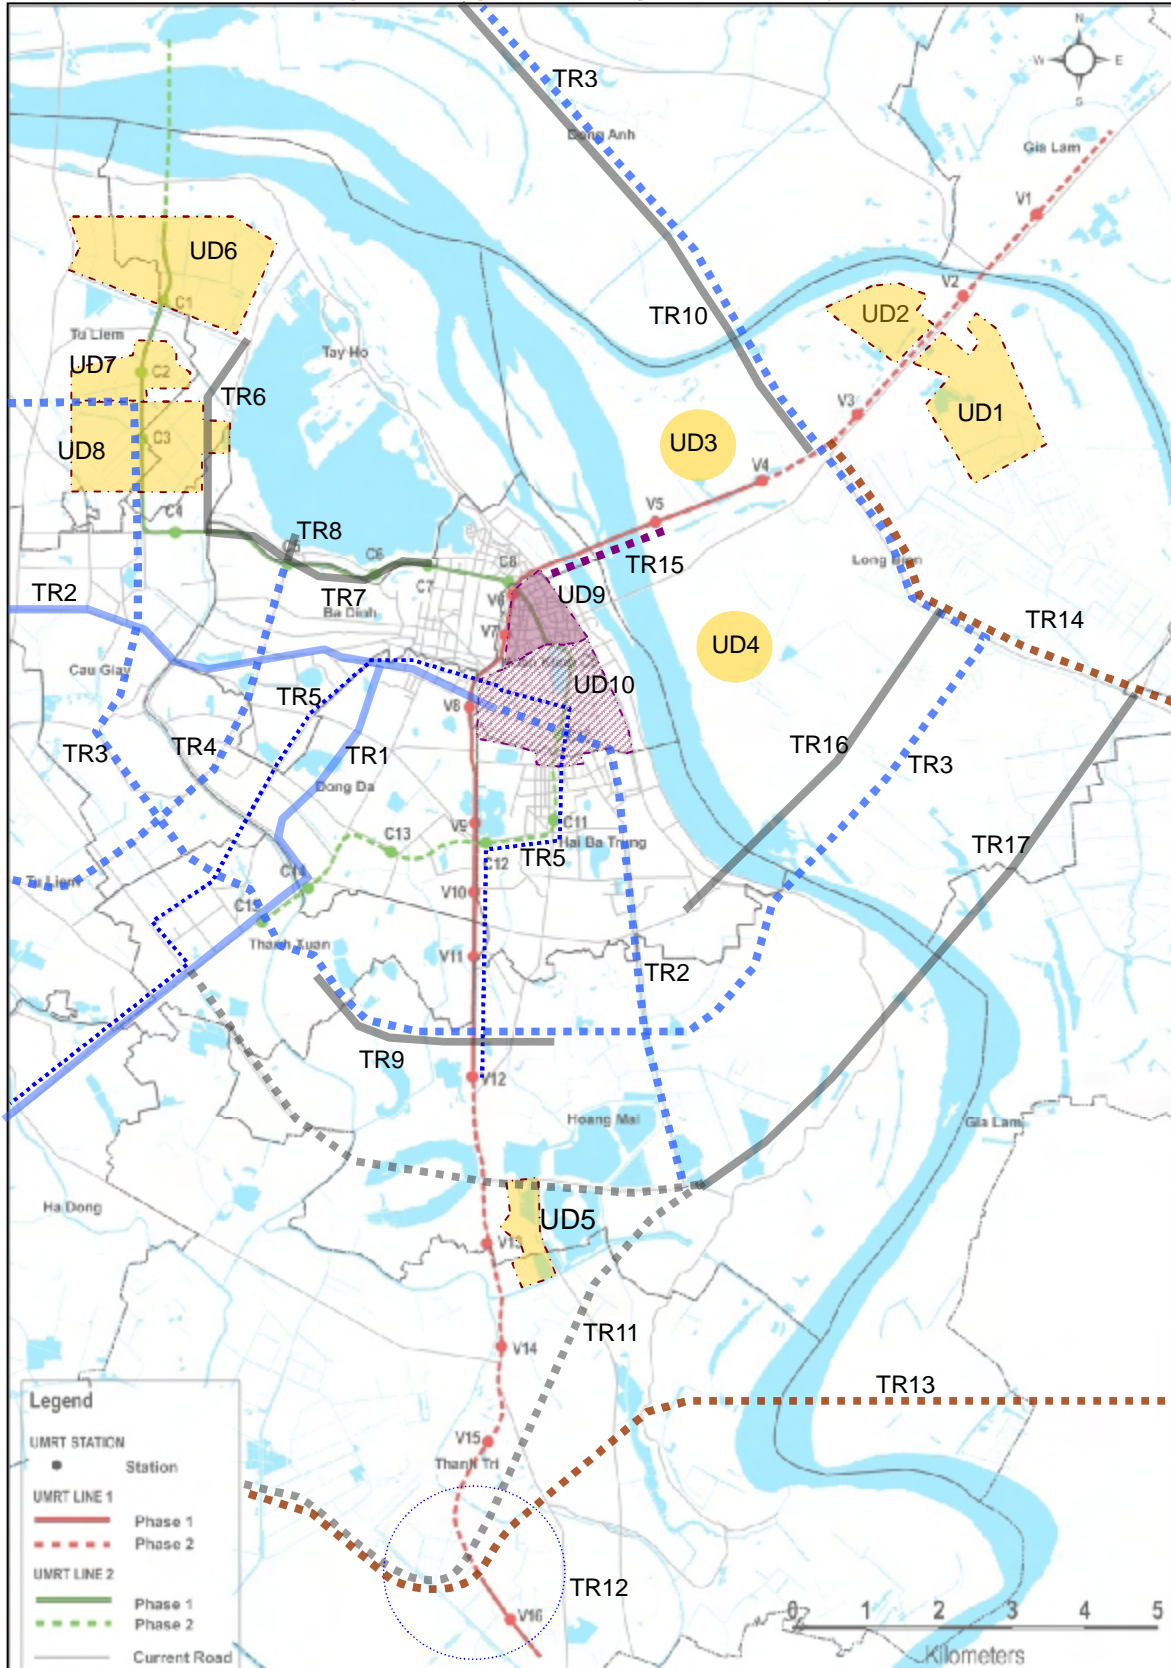 N
W E
S
TR3
Dong Anh
Gia Lam
V1
UD6
V2
C1
UD2
TR10
Tu Liem
Tay Ho
UD7
C2
TR6
V3
UD1
UD3
C3
UD8
V4
V5
C4
TR8
C5
C6
C8
TR15
Long Bien
C7
TR7
V6
UD9
TR2
Ba Dinh
TR14
V7
UD4
Cau Giay
UD10
TR5
V8
TR3
TR4
TR1
TR16
TR3
Dong Da
V9
C11
C13
Hai Ba Trung
C12
TR5
TR17
C14
Tu Liem
V10
C15
Thanh Xuan
V11
TR2
TR9
V12
Hoang Mai
Gia Lam
Ha Dong
UD5
V13
TR11
V14
TR13
Legend
UMRT STATION
Station
V15
Thanh Tri
UMRT LINE 1
Phase 1
Phase 2
UMRT LINE 2
TR12
Phase 1
Phase 2
V16
0 1 2 3 4 5
Current Road
Kilometers